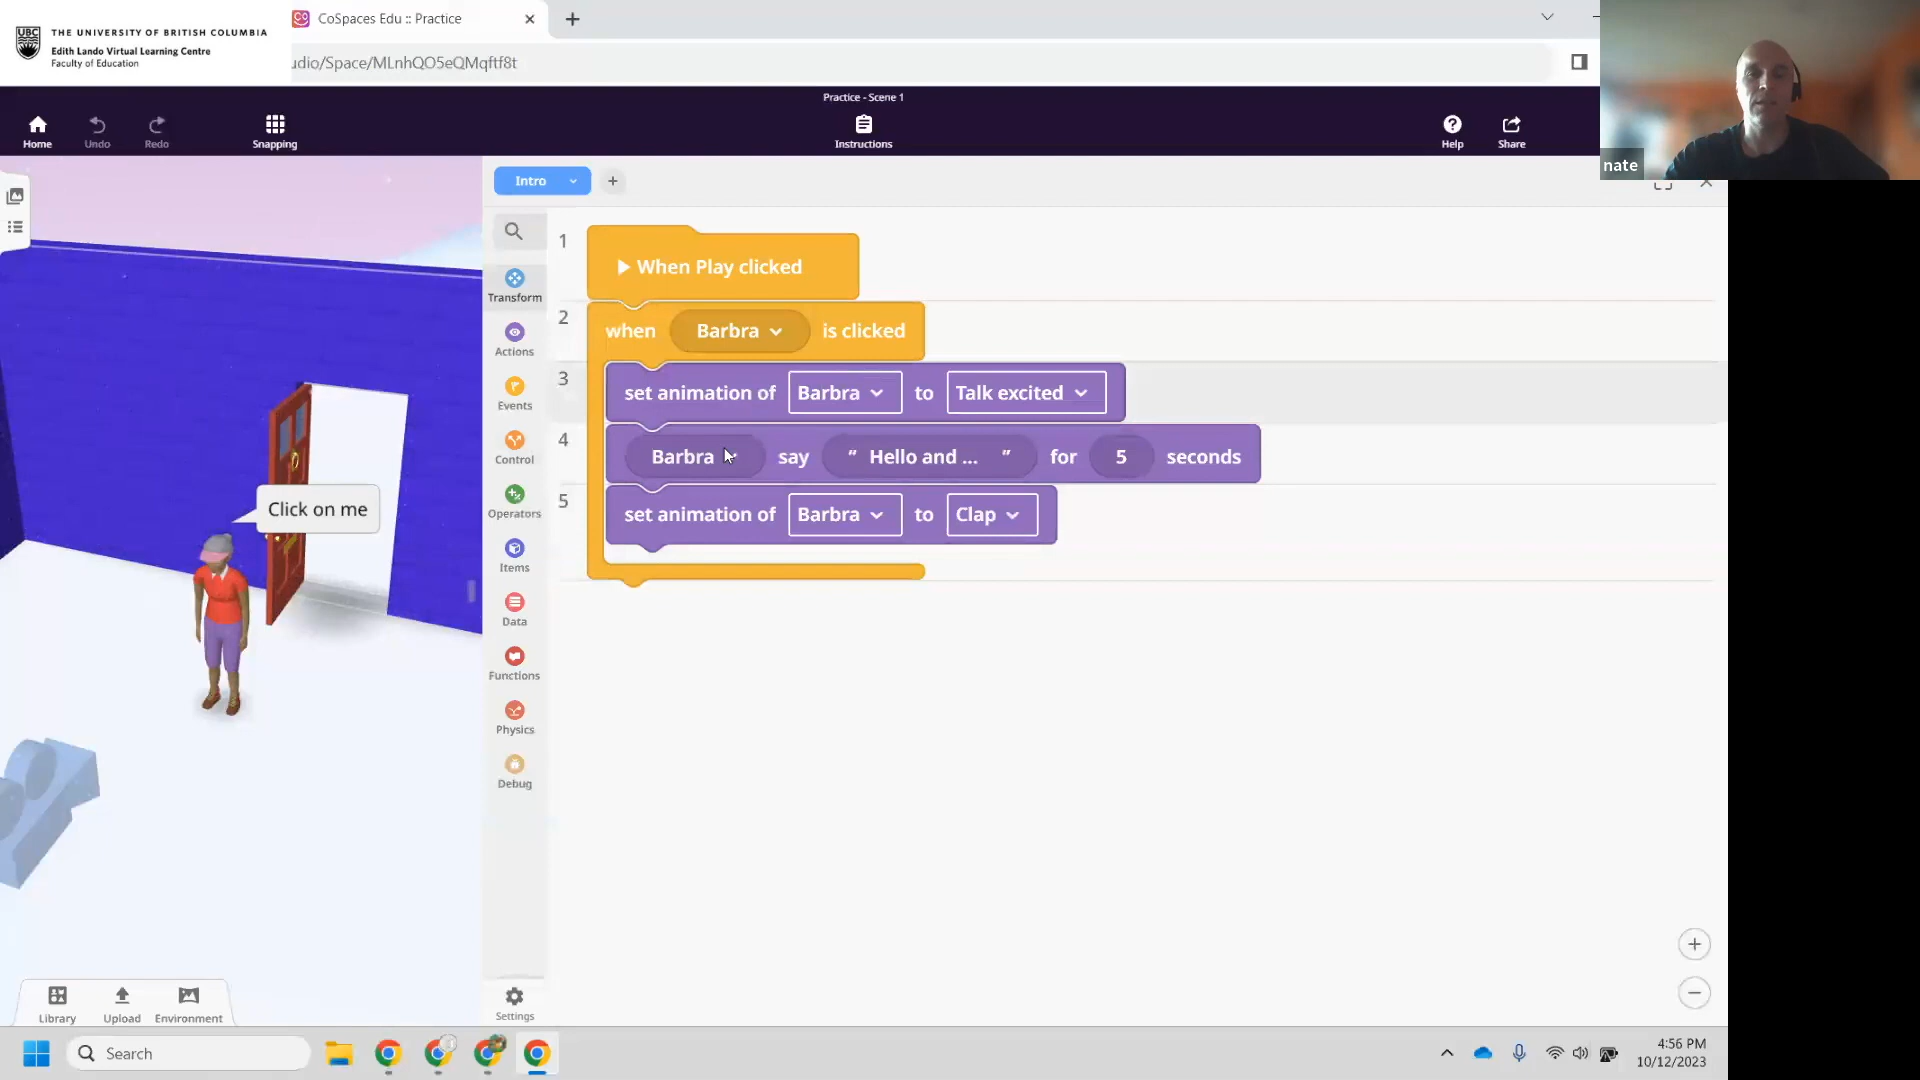 UBC
THE UNIVERSITY OF BRITISH COLUMBIA
Edith Lando Virtual Learning Centre
Faculty of Education
CoSpaces Edu :: Practice
udio/Space/MLnhQO5eQMqftf8t
nate
Practice - Scene 1
Home
Undo
Redo
Snapping
Instructions
Help
Share
Intro
Transform
Actions
Events
Control
Operators
Items
Data
Functions
Physics
Debug
Settings
1
When Play clicked
2
when Barbra is clicked
3
set animation of Barbra to Talk excited
4
Barbra say “ Hello and ... ” for 5 seconds
5
set animation of Barbra to Clap
Click on me
Library
Upload
Environment
Search
4:56 PM
10/12/2023